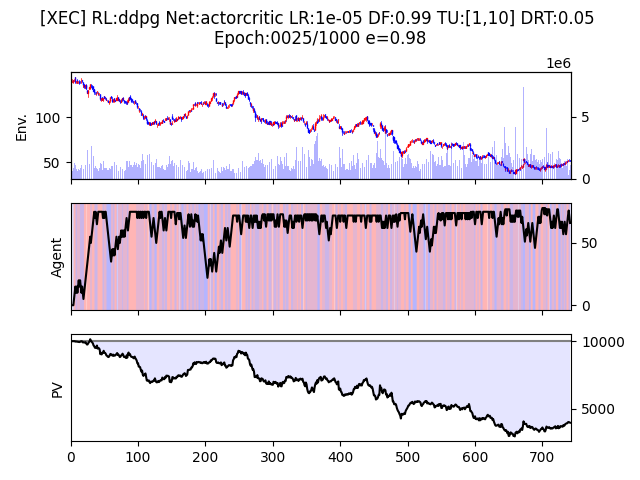 [XEC] RL:ddpg Net:actorcritic LR:1e-05 DF:0.99 TU:[1,10] DRT:0.05
Epoch:0025/1000 e=0.98
1e6
Env.
100
50
5
0
Agent
50
0
PV
10000
5000
0 100 200 300 400 500 600 700